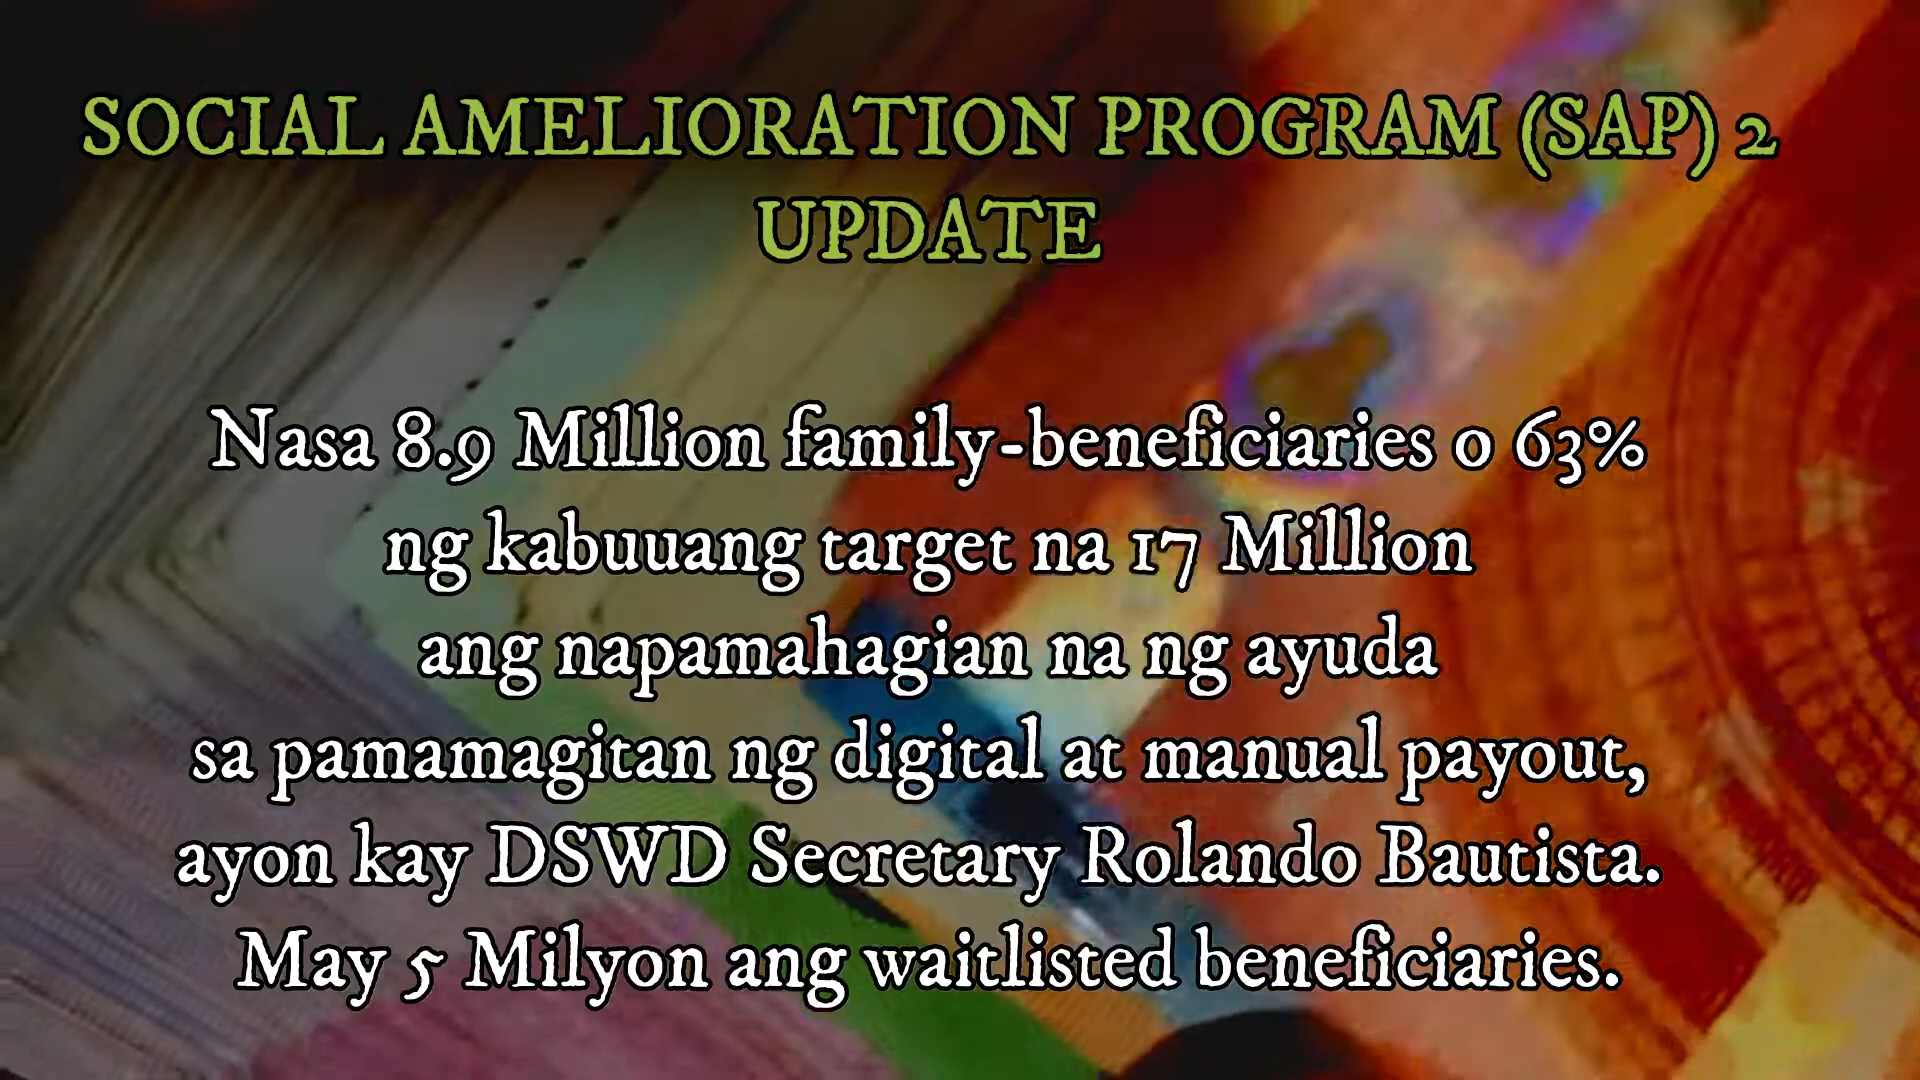 SOCIAL AMELIORATION PROGRAM (SAP) 2
UPDATE
Nasa 8.9 Million family-beneficiaries o 63%
ng kabuuang target na 17 Million
ang napamahagian na ng ayuda
sa pamamagitan ng digital at manual payout,
ayon kay DSWD Secretary Rolando Bautista.
May 5 Milyon ang waitlisted beneficiaries.